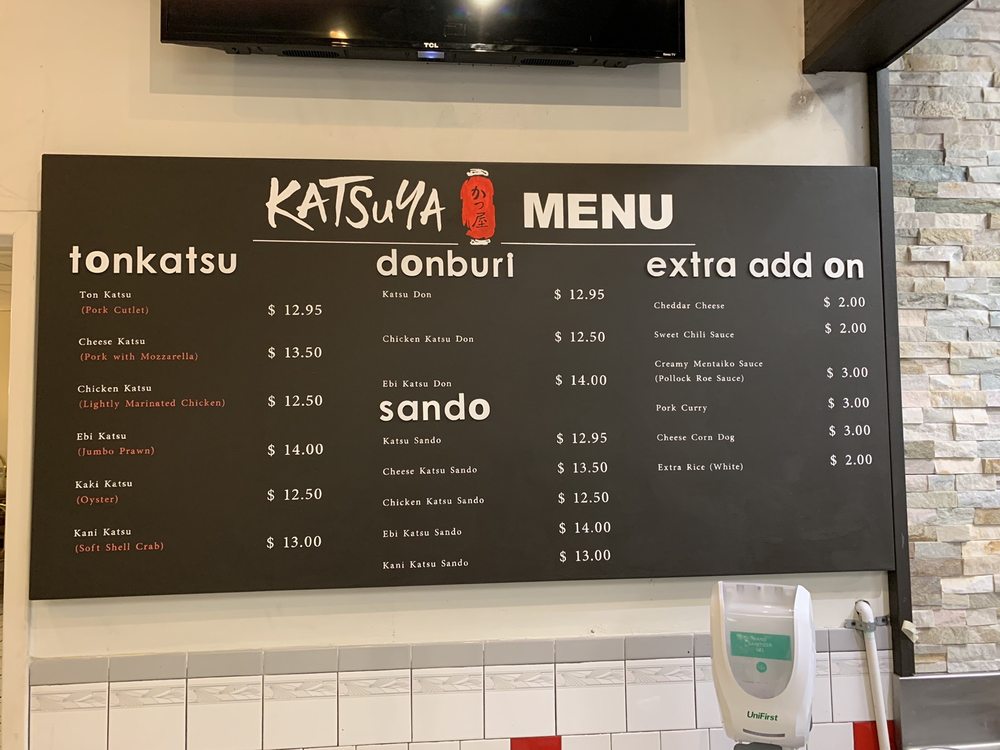 TCL
Roku TV
KATSUYA かつ屋 MENU
tonkatsu
Ton Katsu
(Pork Cutlet) $ 12.95
Cheese Katsu
(Pork with Mozzarella) $ 13.50
Chicken Katsu
(Lightly Marinated Chicken) $ 12.50
Ebi Katsu
(Jumbo Prawn) $ 14.00
Kaki Katsu
(Oyster) $ 12.50
Kani Katsu
(Soft Shell Crab) $ 13.00
donburi
Katsu Don $ 12.95
Chicken Katsu Don $ 12.50
Ebi Katsu Don $ 14.00
sando
Katsu Sando $ 12.95
Cheese Katsu Sando $ 13.50
Chicken Katsu Sando $ 12.50
Ebi Katsu Sando $ 14.00
Kani Katsu Sando $ 13.00
extra add on
Cheddar Cheese $ 2.00
Sweet Chili Sauce $ 2.00
Creamy Mentaiko Sauce
(Pollock Roe Sauce) $ 3.00
Pork Curry $ 3.00
Cheese Corn Dog $ 3.00
Extra Rice (White) $ 2.00
UniFirst